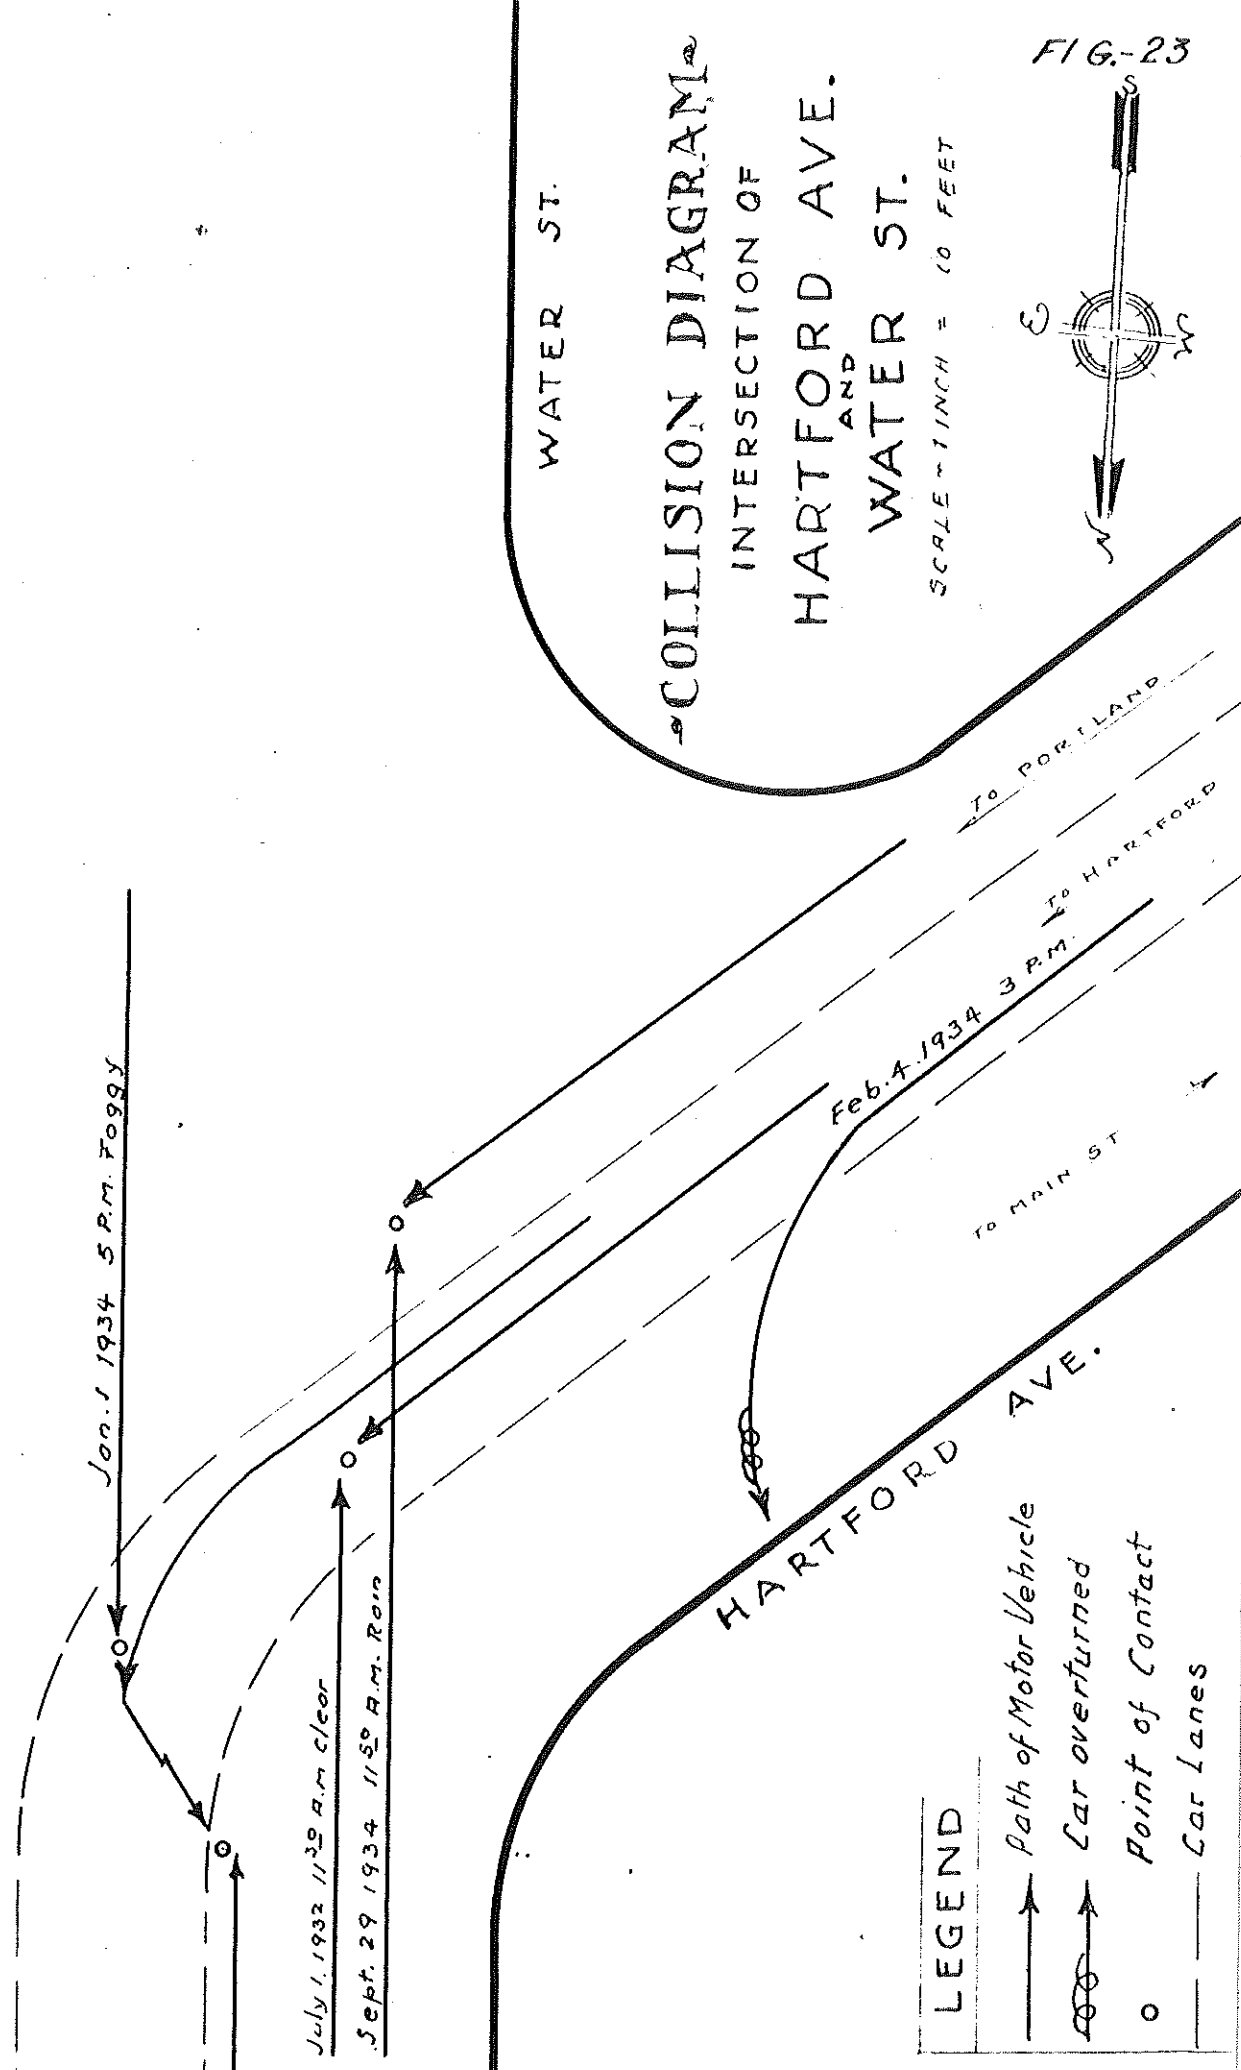 FIG.-23
COLLISION DIAGRAM
INTERSECTION OF
HARTFORD AVE.
AND
WATER ST.
SCALE - 1 INCH = 10 FEET
S
E
W
N
WATER ST.
TO PORTLAND
TO HARTFORD
TO MAIN ST
HARTFORD AVE.
Jan. 1 1934 5 P.M. Foggy
Feb. 4. 1934 3 P.M.
July 1. 1932 11 30 A.M clear
Sept. 29 1934 11 50 A.M. Rain
LEGEND
Path of Motor Vehicle
Car overturned
Point of Contact
Car Lanes